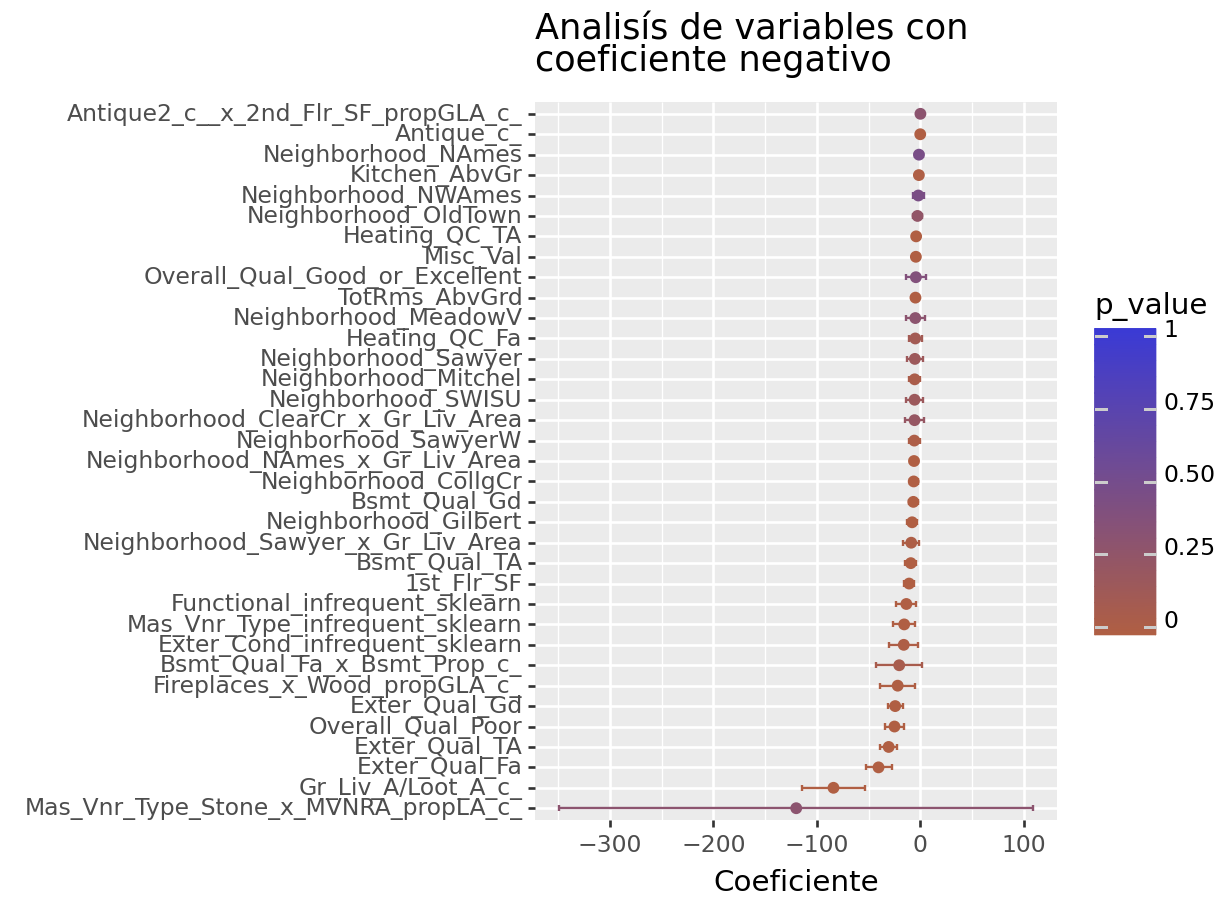 Analisís de variables con
coeficiente negativo
Antique2_c__x_2nd_Flr_SF_propGLA_c_
Antique_c_
Neighborhood_NAmes
Kitchen_AbvGr
Neighborhood_NWAmes
Neighborhood_OldTown
Heating_QC_TA
Misc_Val
Overall_Qual_Good_or_Excellent
TotRms_AbvGrd
Neighborhood_MeadowV
Heating_QC_Fa
Neighborhood_Sawyer
Neighborhood_Mitchel
Neighborhood_SWISU
Neighborhood_ClearCr_x_Gr_Liv_Area
Neighborhood_SawyerW
Neighborhood_NAmes_x_Gr_Liv_Area
Neighborhood_CollgCr
Bsmt_Qual_Gd
Neighborhood_Gilbert
Neighborhood_Sawyer_x_Gr_Liv_Area
Bsmt_Qual_TA
1st_Flr_SF
Functional_infrequent_sklearn
Mas_Vnr_Type_infrequent_sklearn
Exter_Cond_infrequent_sklearn
Bsmt_Qual_Fa_x_Bsmt_Prop_c_
Fireplaces_x_Wood_propGLA_c_
Exter_Qual_Gd
Overall_Qual_Poor
Exter_Qual_TA
Exter_Qual_Fa
Gr_Liv_A/Loot_A_c_
Mas_Vnr_Type_Stone_x_MVNRA_propLA_c_
−300 −200 −100 0 100
Coeficiente
p_value
1
0.75
0.50
0.25
0